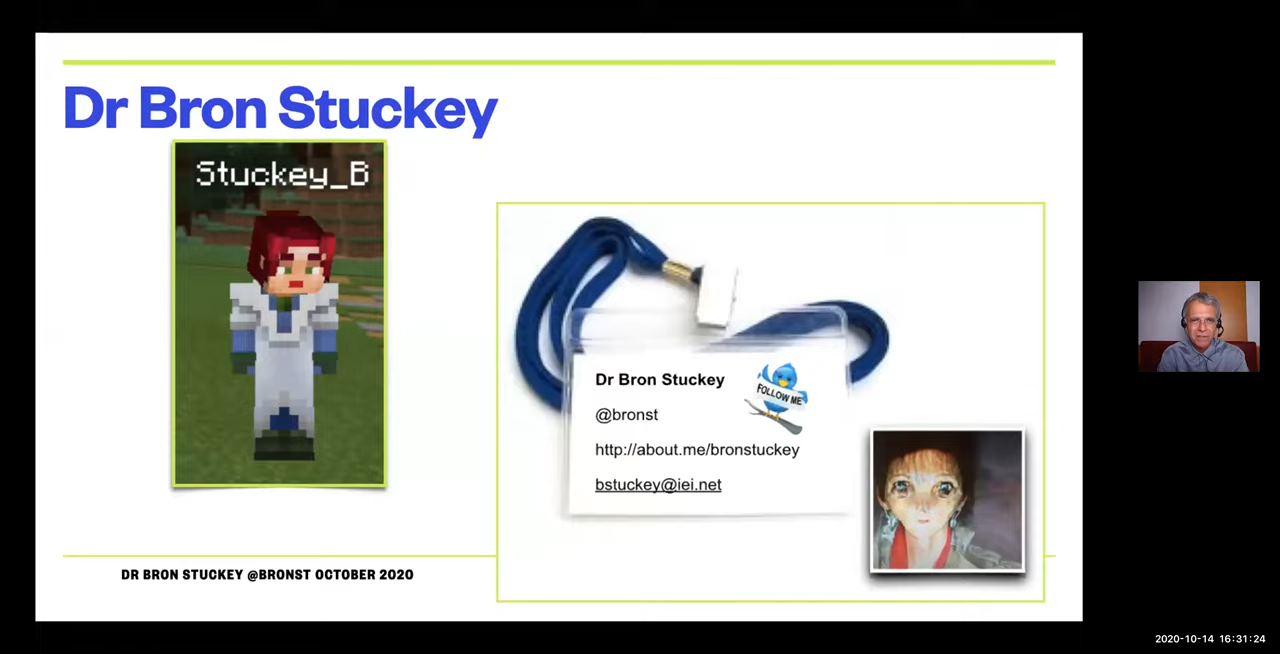 Dr Bron Stuckey
Stuckey_B
Dr Bron Stuckey
FOLLOW ME
@bronst
http://about.me/bronstuckey
bstuckey@iei.net
DR BRON STUCKEY @BRONST OCTOBER 2020
2020-10-14 16:31:24